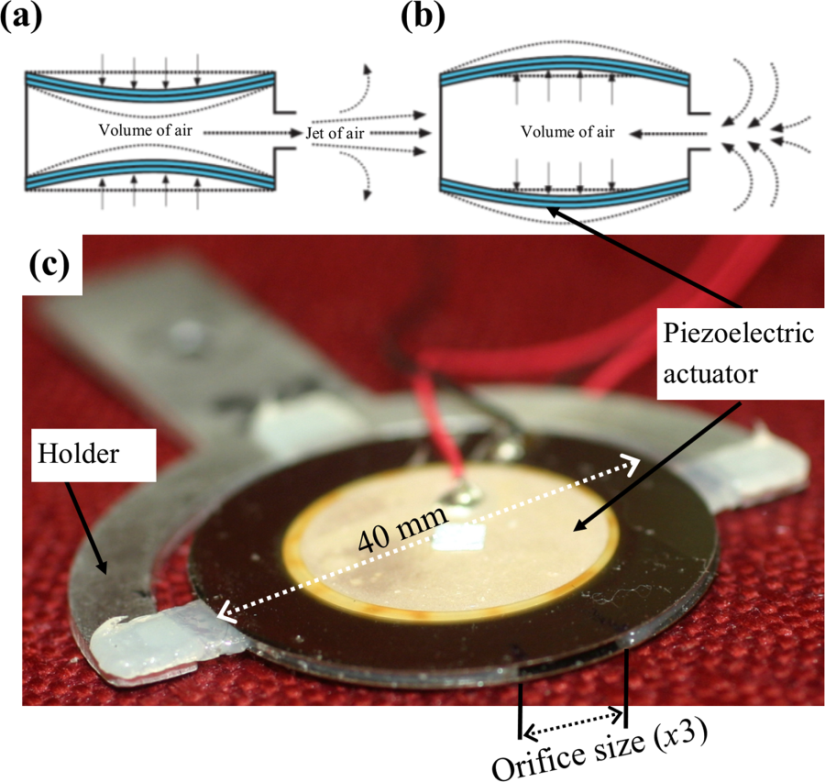 (a)
(b)
Volume of air
Jet of air
Volume of air
(c)
Piezoelectric
actuator
Holder
40 mm
Orifice size (x3)